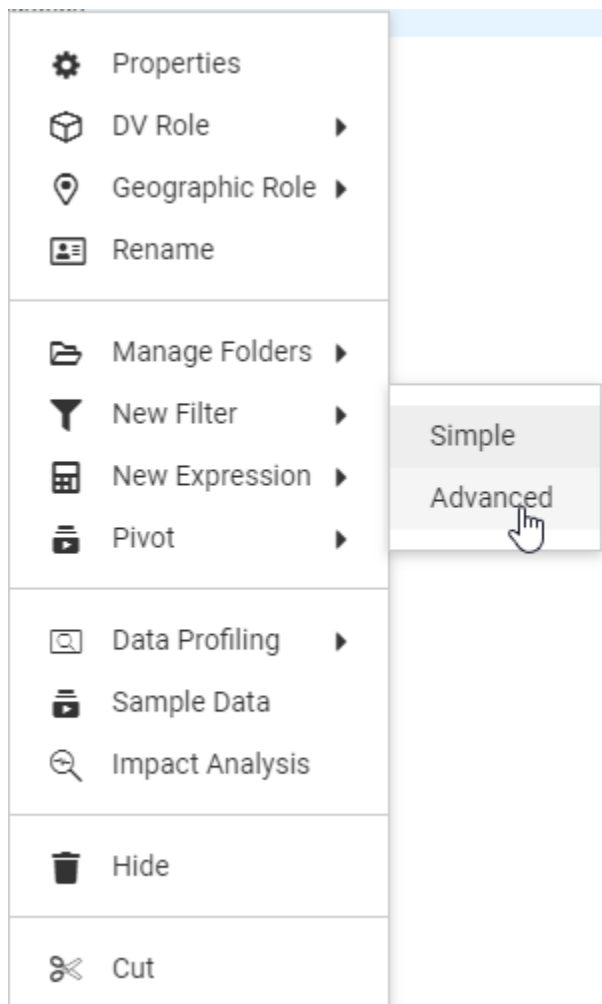 Properties
DV Role
Geographic Role
Rename
Manage Folders
New Filter
New Expression
Pivot
Simple
Advanced
Data Profiling
Sample Data
Impact Analysis
Hide
Cut